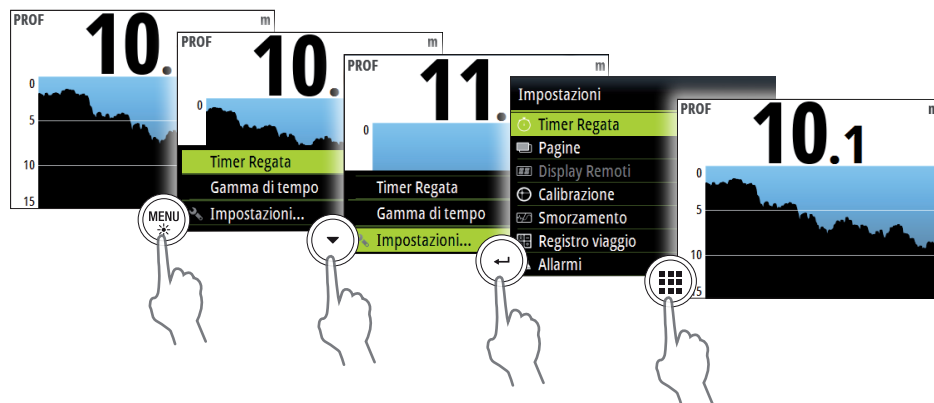 PROF m
10.
0
5
10
15
MENU
PROF m
10.
0
Timer Regata
Gamma di tempo
Impostazioni...
PROF m
11.
0
Timer Regata
Gamma di tempo
Impostazioni...
Impostazioni
Timer Regata
Pagine
Display Remoti
Calibrazione
Smorzamento
Registro viaggio
Allarmi
PROF m
10.1
0
5
10
5